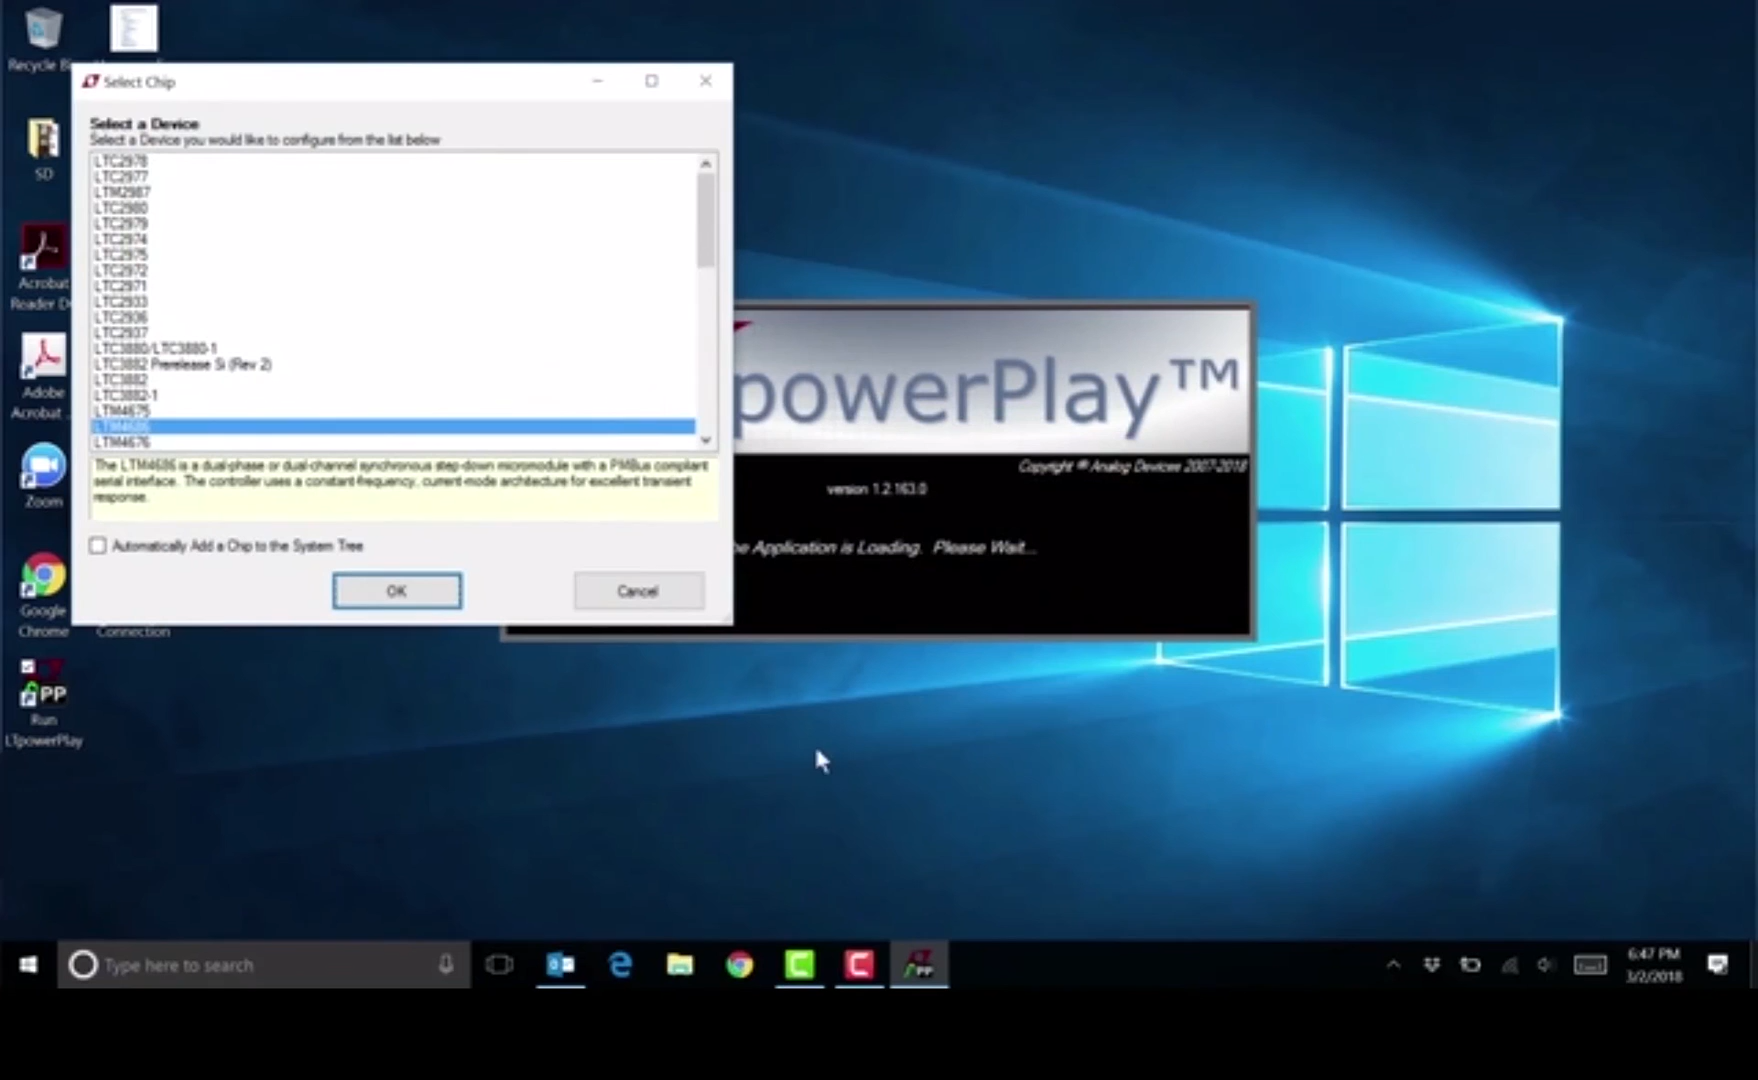 Recycle
Select Chip
Select a Device
Select a Device you would like to configure from the list below
LTC2978
LTC2977
LTM2987
LTC2980
LTC2979
LTC2974
LTC2975
LTC2972
LTC2971
LTC2933
LTC2936
LTC2937
LTC3880/LTC3880-1
LTC3882 Prerelease Si (Rev 2)
LTC3882
LTC3882-1
LTM4675
LTM4686
LTM4676
The LTM4686 is a dual-phase or dual-channel synchronous step-down micromodule with a PMBus compliant
serial interface. The controller uses a constant-frequency, current-mode architecture for excellent transient
response.
Automatically Add a Chip to the System Tree
OK
Cancel
powerPlay™
Copyright © Analog Devices 2007-2018
version 1.2.163.0
he Application is Loading. Please Wait...
SD
Acrobat
Reader D
Adobe
Acrobat ...
Zoom
Google
Chrome
Connection
PP
Run
LTpowerPlay
Type here to search
PP
6:47 PM
3/2/2018